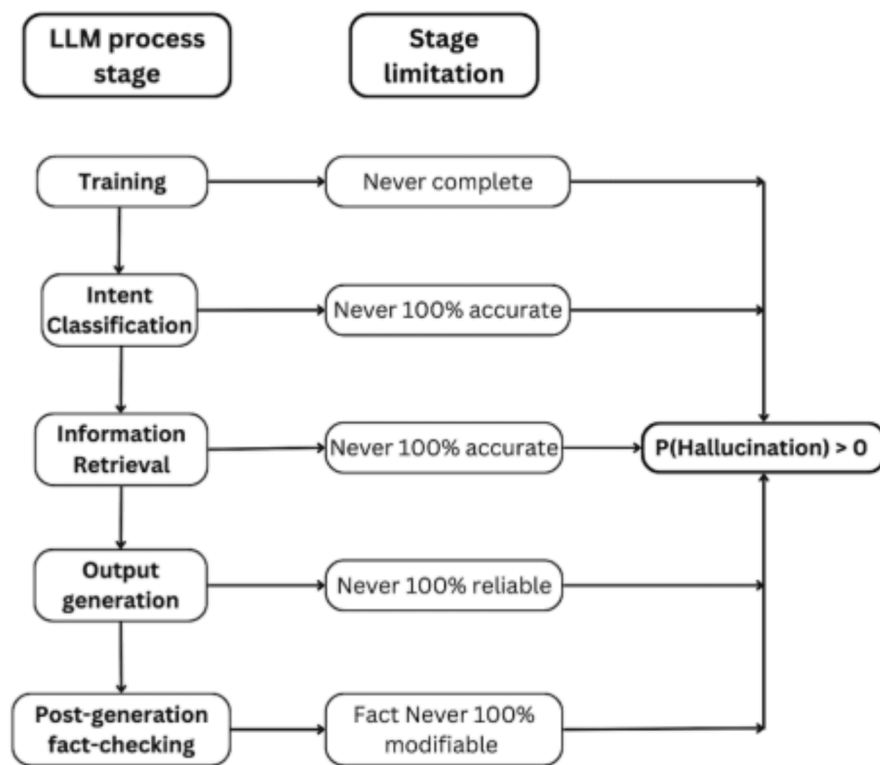 LLM process
stage
Stage
limitation
Training
Never complete
Intent
Classification
Never 100% accurate
Information
Retrieval
Never 100% accurate
P(Hallucination) > 0
Output
generation
Never 100% reliable
Post-generation
fact-checking
Fact Never 100%
modifiable